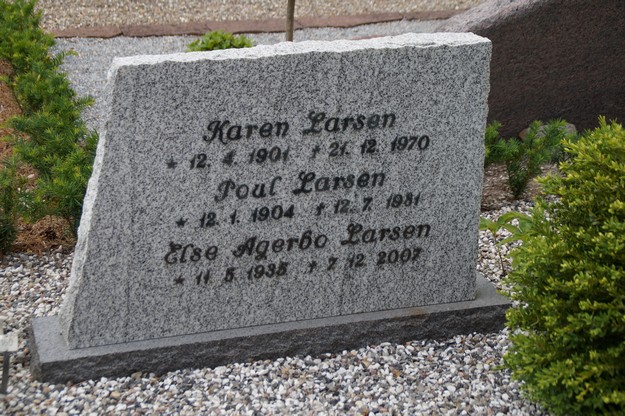 Karen Larsen
* 12. 4. 1901 † 21. 12. 1970
Poul Larsen
* 12. 1. 1904 † 12. 7. 1981
Else Agerbo Larsen
* 11. 5. 1935 † 7. 12. 2007